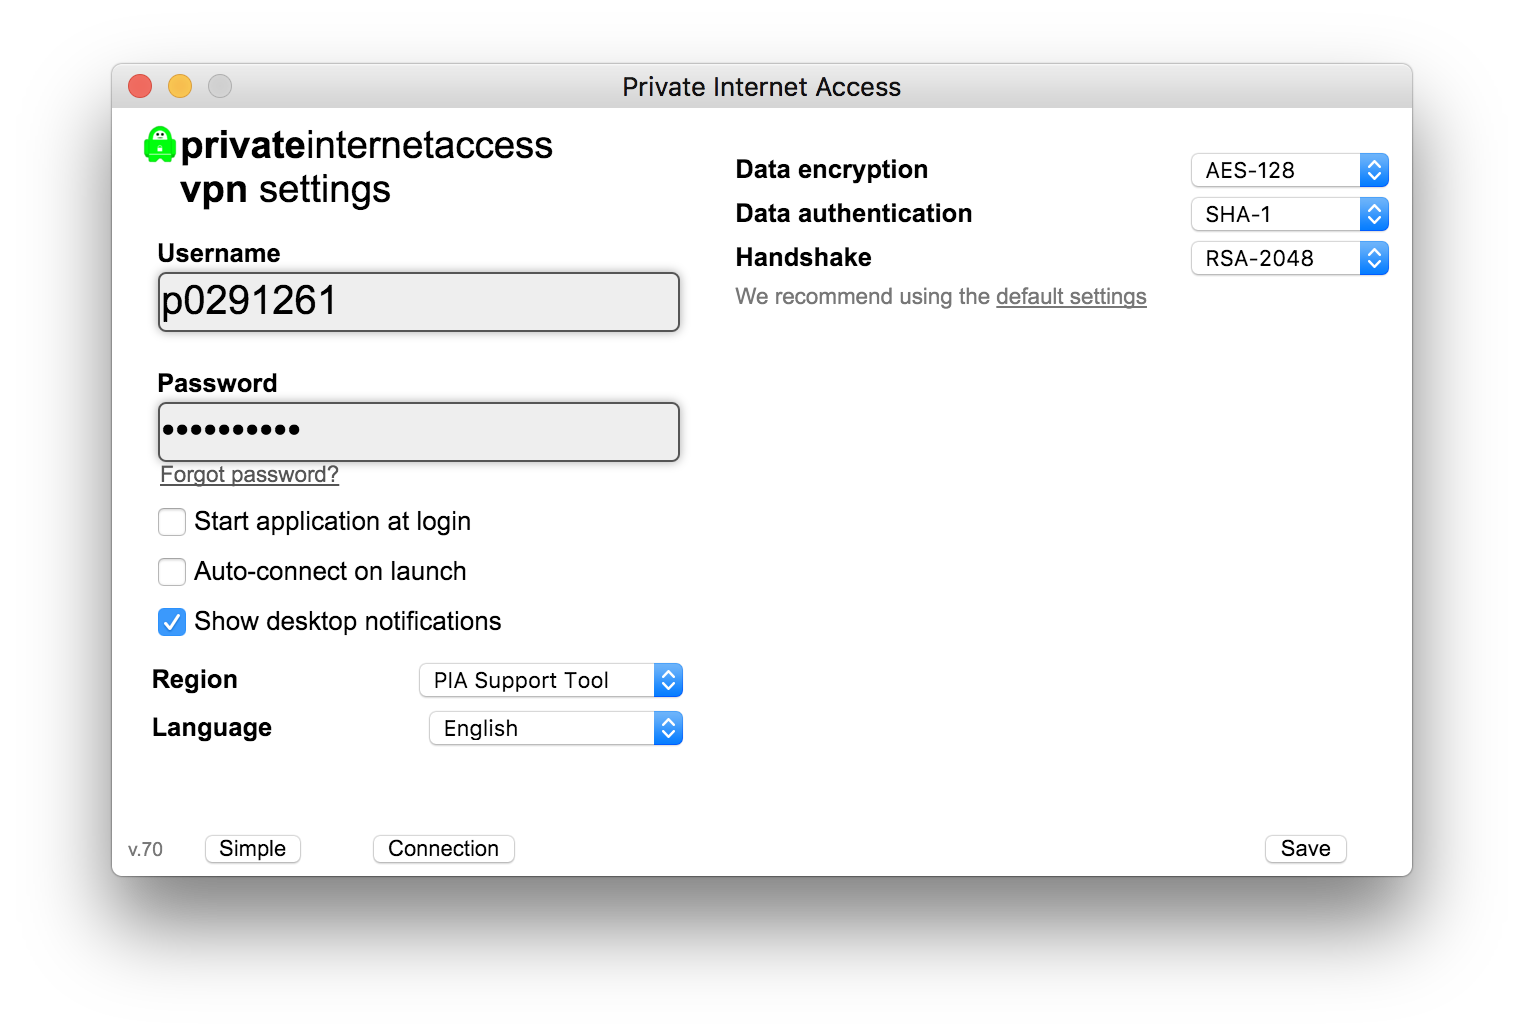 Private Internet Access
privateinternetaccess
vpn settings
Username
p0291261
Password
••••••••••
Forgot password?
Start application at login
Auto-connect on launch
Show desktop notifications
Region PIA Support Tool
Language English
Data encryption AES-128
Data authentication SHA-1
Handshake RSA-2048
We recommend using the default settings
v.70 Simple Connection Save